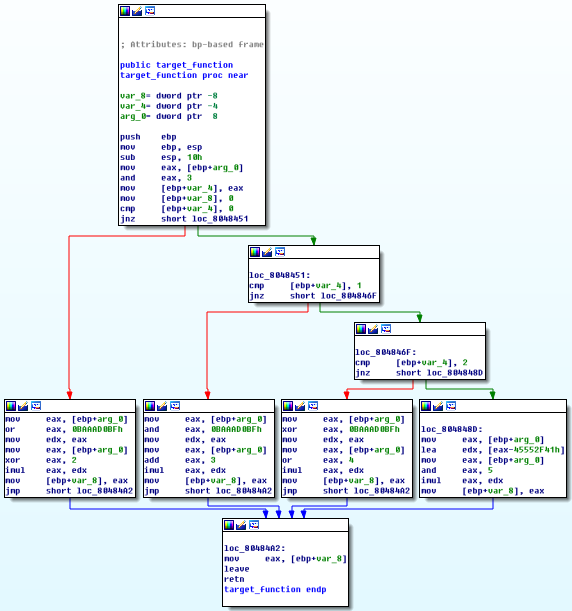 ; Attributes: bp-based frame
public target_function
target_function proc near
var_8= dword ptr -8
var_4= dword ptr -4
arg_0= dword ptr  8
push    ebp
mov     ebp, esp
sub     esp, 10h
mov     eax, [ebp+arg_0]
and     eax, 3
mov     [ebp+var_4], eax
mov     [ebp+var_8], 0
cmp     [ebp+var_4], 0
jnz     short loc_8048451
loc_8048451:
cmp     [ebp+var_4], 1
jnz     short loc_804846F
loc_804846F:
cmp     [ebp+var_4], 2
jnz     short loc_804848D
mov     eax, [ebp+arg_0]
or      eax, 0BAAAD0BFh
mov     edx, eax
mov     eax, [ebp+arg_0]
xor     eax, 2
imul    eax, edx
mov     [ebp+var_8], eax
jmp     short loc_80484A2
mov     eax, [ebp+arg_0]
and     eax, 0BAAAD0BFh
mov     edx, eax
mov     eax, [ebp+arg_0]
add     eax, 3
imul    eax, edx
mov     [ebp+var_8], eax
jmp     short loc_80484A2
mov     eax, [ebp+arg_0]
xor     eax, 0BAAAD0BFh
mov     edx, eax
mov     eax, [ebp+arg_0]
or      eax, 4
imul    eax, edx
mov     [ebp+var_8], eax
jmp     short loc_80484A2
loc_804848D:
mov     eax, [ebp+arg_0]
lea     edx, [eax-45552F41h]
mov     eax, [ebp+arg_0]
and     eax, 5
imul    eax, edx
mov     [ebp+var_8], eax
loc_80484A2:
mov     eax, [ebp+var_8]
leave
retn
target_function endp